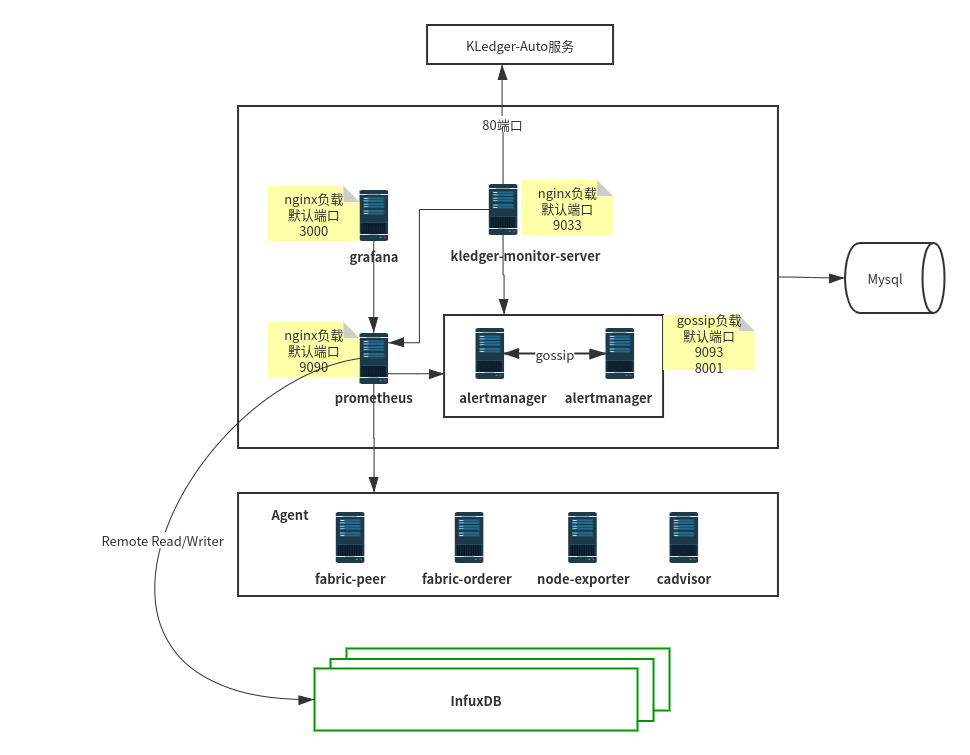 KLedger-Auto服务
80端口
nginx负载
默认端口
3000
grafana
nginx负载
默认端口
9033
kledger-monitor-server
Mysql
nginx负载
默认端口
9090
prometheus
gossip
alertmanager
alertmanager
gossip负载
默认端口
9093
8001
Agent
fabric-peer
fabric-orderer
node-exporter
cadvisor
Remote Read/Writer
InfuxDB